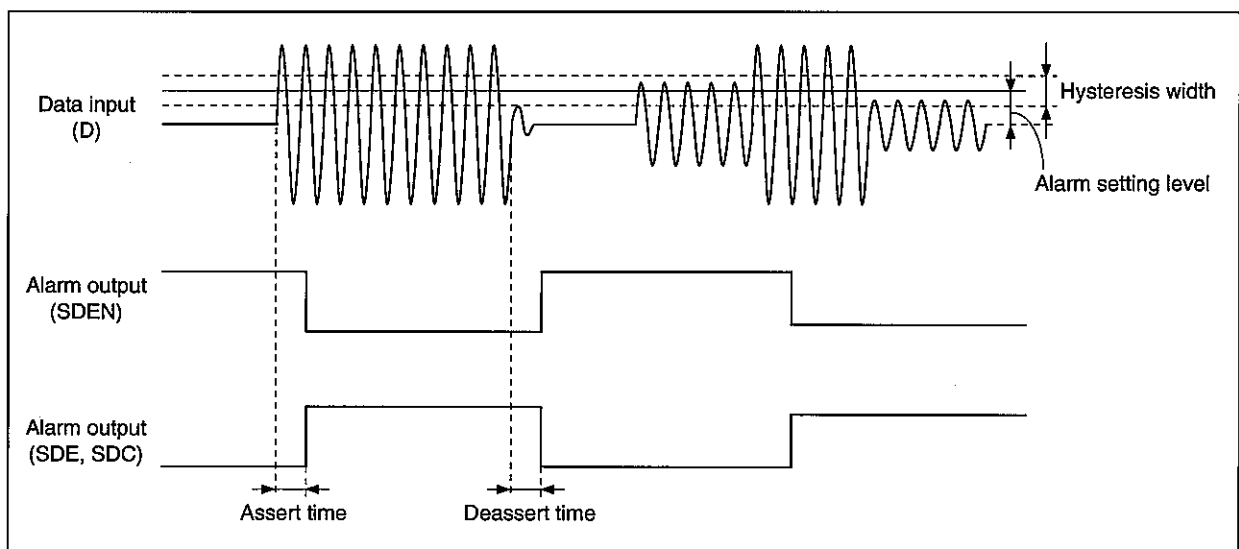 Data input
(D)
Hysteresis width
Alarm setting level
Alarm output
(SDEN)
Alarm output
(SDE, SDC)
Assert time
Deassert time